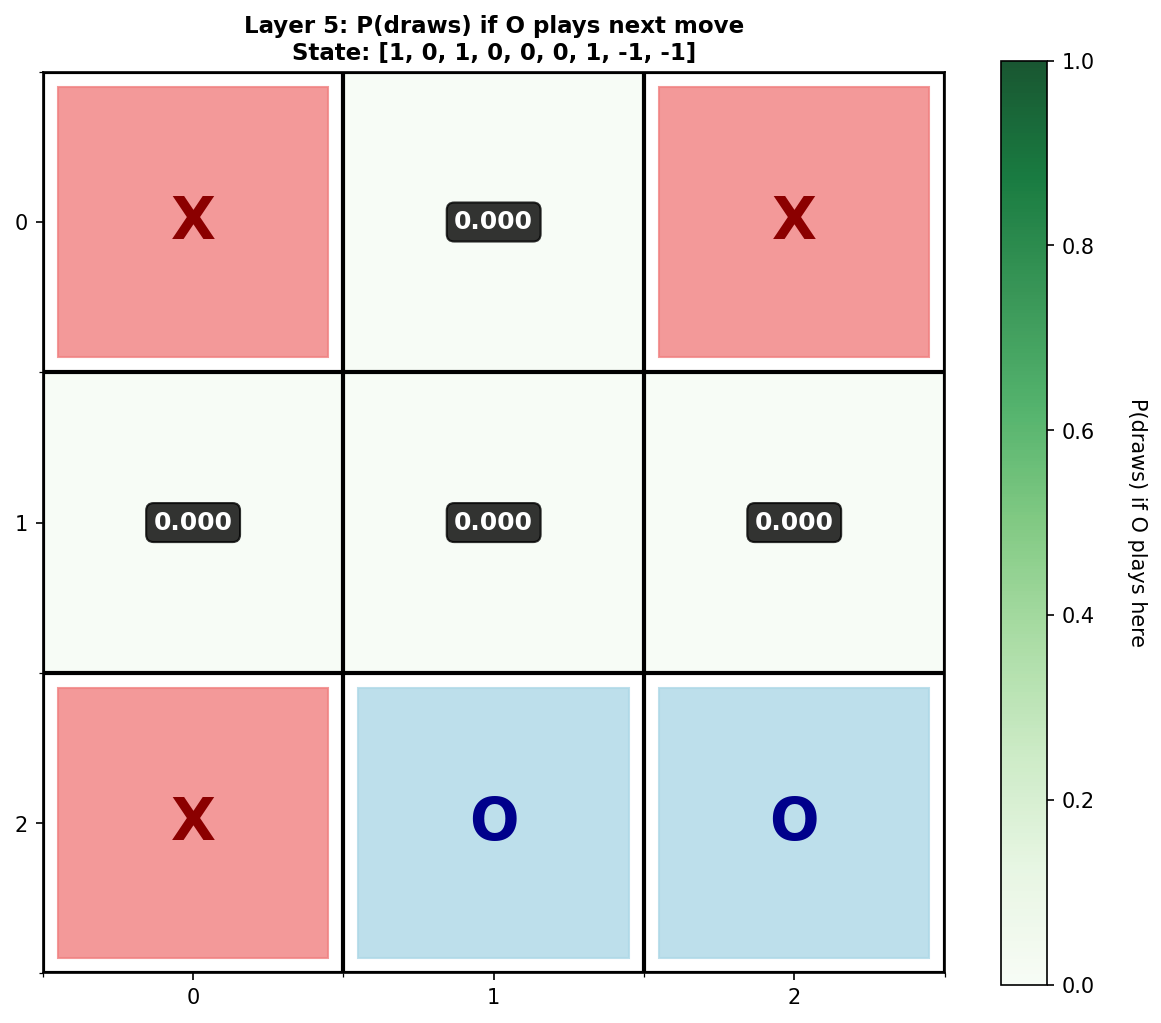 Layer 5: P(draws) if O plays next move
State: [1, 0, 1, 0, 0, 0, 1, -1, -1]
1.0
X
0.000
X
0
0.8
0.6
0.000
0.000
0.000
1
P(draws) if O plays here
0.4
0.2
X
O
O
2
0.0
0
1
2